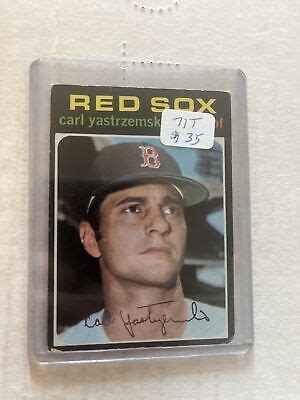 RED SOX
carl yastrzemski of
71T
$35
B
Carl Yastrzemski